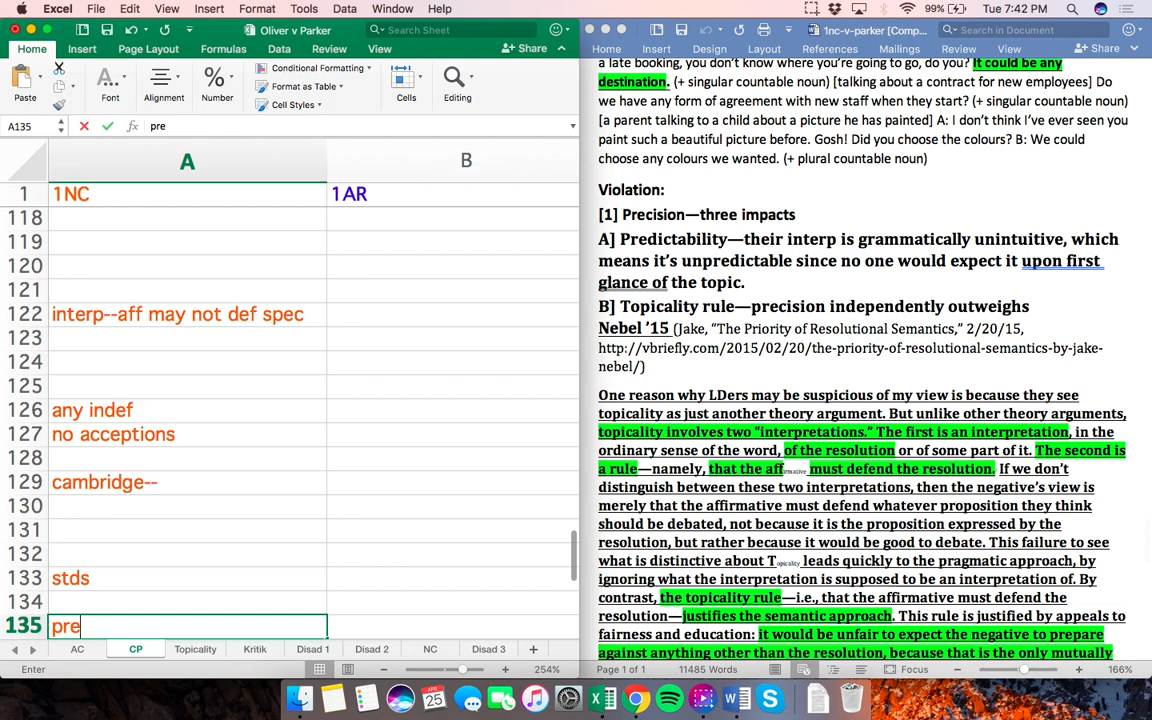 Excel File Edit View Insert Format Tools Data Window Help 99% Tue 7:42 PM
Oliver v Parker
Search Sheet
Home Insert Page Layout Formulas Data Review View Share
Paste Font Alignment Number Conditional Formatting Format as Table Cell Styles Cells Editing
A135 fx pre
A B
1 1NC 1AR
118
119
120
121
122 interp--aff may not def spec
123
124
125
126 any indef
127 no acceptions
128
129 cambridge--
130
131
132
133 stds
134
135 pre
AC CP Topicality Kritik Disad 1 Disad 2 NC Disad 3
Enter 254%
1nc-v-parker [Comp...
Search in Document
Home Insert Design Layout References Mailings Review View Share
a late booking, you don't know where you're going to go, do you? It could be any
destination. (+ singular countable noun) [talking about a contract for new employees] Do
we have any form of agreement with new staff when they start? (+ singular countable noun)
[a parent talking to a child about a picture he has painted] A: I don't think I've ever seen you
paint such a beautiful picture before. Gosh! Did you choose the colours? B: We could
choose any colours we wanted. (+ plural countable noun)
Violation:
[1] Precision—three impacts
A] Predictability—their interp is grammatically unintuitive, which
means it's unpredictable since no one would expect it upon first
glance of the topic.
B] Topicality rule—precision independently outweighs
Nebel '15 (Jake, "The Priority of Resolutional Semantics," 2/20/15,
http://vbriefly.com/2015/02/20/the-priority-of-resolutional-semantics-by-jake-
nebel/)
One reason why LDers may be suspicious of my view is because they see
topicality as just another theory argument. But unlike other theory arguments,
topicality involves two "interpretations." The first is an interpretation, in the
ordinary sense of the word, of the resolution or of some part of it. The second is
a rule—namely, that the affirmative must defend the resolution. If we don't
distinguish between these two interpretations, then the negative's view is
merely that the affirmative must defend whatever proposition they think
should be debated, not because it is the proposition expressed by the
resolution, but rather because it would be good to debate. This failure to see
what is distinctive about Topicality leads quickly to the pragmatic approach, by
ignoring what the interpretation is supposed to be an interpretation of. By
contrast, the topicality rule—i.e., that the affirmative must defend the
resolution—justifies the semantic approach. This rule is justified by appeals to
fairness and education: it would be unfair to expect the negative to prepare
against anything other than the resolution, because that is the only mutually
Page 1 of 1 11485 Words Focus 166%
APR
25